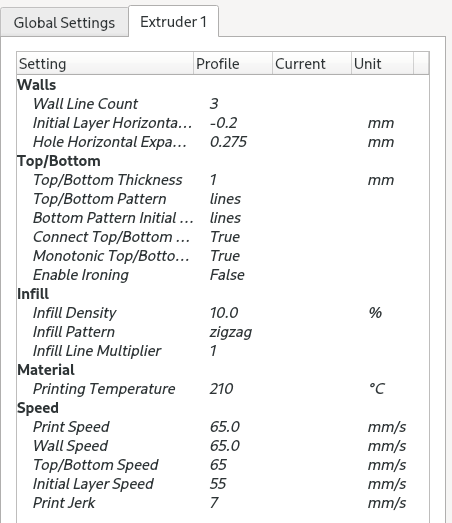 Global Settings Extruder 1
Setting Profile Current Unit
Walls
Wall Line Count 3
Initial Layer Horizonta... -0.2 mm
Hole Horizontal Expa... 0.275 mm
Top/Bottom
Top/Bottom Thickness 1 mm
Top/Bottom Pattern lines
Bottom Pattern Initial ... lines
Connect Top/Bottom ... True
Monotonic Top/Botto... True
Enable Ironing False
Infill
Infill Density 10.0 %
Infill Pattern zigzag
Infill Line Multiplier 1
Material
Printing Temperature 210 °C
Speed
Print Speed 65.0 mm/s
Wall Speed 65.0 mm/s
Top/Bottom Speed 65 mm/s
Initial Layer Speed 55 mm/s
Print Jerk 7 mm/s